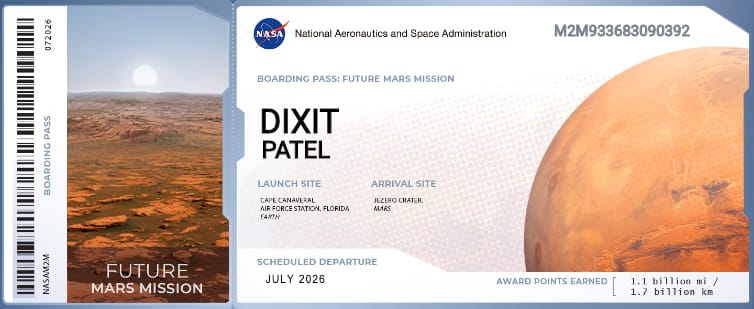 072026
BOARDING PASS
NASAM2M
FUTURE
MARS MISSION
NASA
National Aeronautics and Space Administration
M2M933683090392
BOARDING PASS: FUTURE MARS MISSION
DIXIT
PATEL
LAUNCH SITE
CAPE CANAVERAL
AIR FORCE STATION, FLORIDA
EARTH
ARRIVAL SITE
JEZERO CRATER,
MARS
SCHEDULED DEPARTURE
JULY 2026
AWARD POINTS EARNED
1.1 billion mi /
1.7 billion km